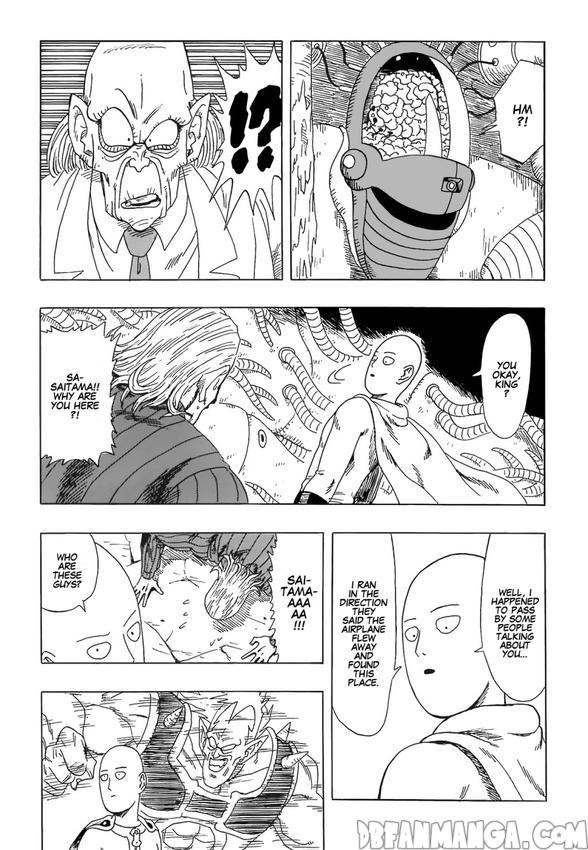 HM
?!
!?
YOU
OKAY,
KING
?
SA-
SAITAMA!!
WHY ARE
YOU HERE
?!
WELL, I
HAPPENED
TO PASS
BY SOME
PEOPLE
TALKING
ABOUT
YOU...
I RAN
IN THE
DIRECTION
THEY
SAID THE
AIRPLANE
FLEW
AWAY AND
FOUND
THIS
PLACE.
SAI-
TAMA-
AAA
AA
!!!
WHO
ARE
THESE
GUYS?
DBFANMANGA.COM